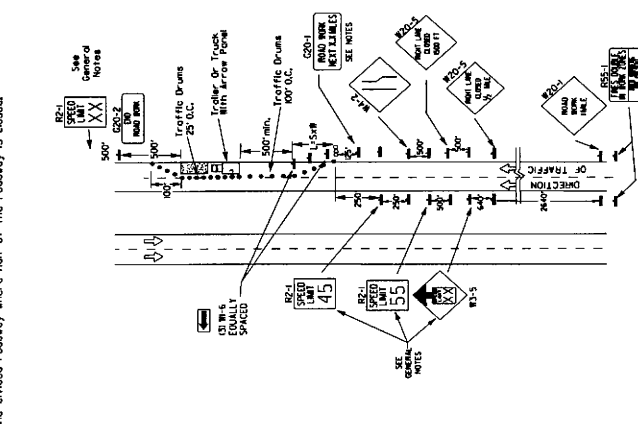 R2-1
SPEED
LIMIT
XX
See
General
Notes
G20-2
END
ROAD WORK
500'
500'
100'
Traffic Drums
25' O.C.
Trailer Or Truck
With Arrow Panel
Traffic Drums
100' O.C.
500' min.
L=SxW
G20-1
ROAD WORK
NEXT XX MILES
SEE NOTES
W4-2
W20-5
RIGHT LANE
CLOSED
1500 FT
W20-5
RIGHT LANE
CLOSED
½ MILE
W20-1
ROAD
WORK
1 MILE
R55-1
FINES DOUBLE
IN WORK ZONES
500'
500'
250'
250'
500'
640'
2640'
DIRECTION
OF TRAFFIC
(3) W1-6
EQUALLY
SPACED
R2-1
SPEED
LIMIT
45
R2-1
SPEED
LIMIT
55
XX
W3-5
SEE
GENERAL
NOTES